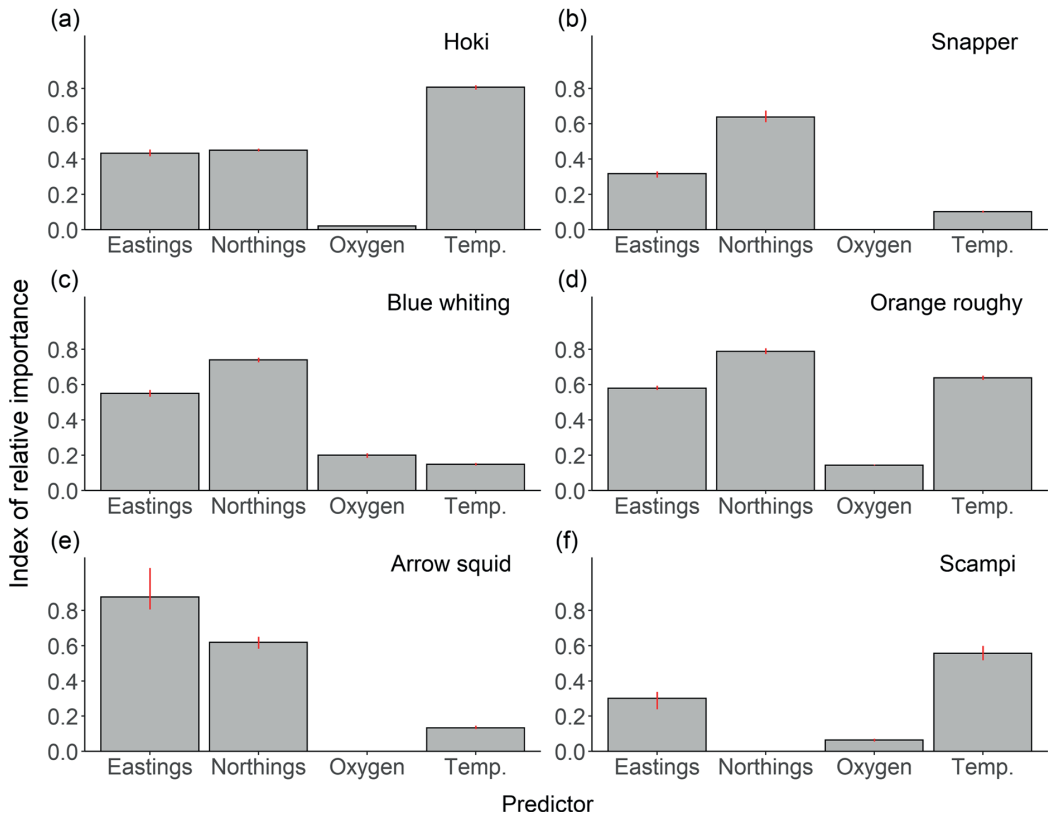 (a)
Hoki
0.8
0.6
0.4
0.2
0.0
Eastings Northings Oxygen Temp.
(b)
Snapper
0.8
0.6
0.4
0.2
0.0
Eastings Northings Oxygen Temp.
(c)
Blue whiting
0.8
0.6
0.4
0.2
0.0
Eastings Northings Oxygen Temp.
(d)
Orange roughy
0.8
0.6
0.4
0.2
0.0
Eastings Northings Oxygen Temp.
(e)
Arrow squid
0.8
0.6
0.4
0.2
0.0
Eastings Northings Oxygen Temp.
(f)
Scampi
0.8
0.6
0.4
0.2
0.0
Eastings Northings Oxygen Temp.
Index of relative importance
Predictor